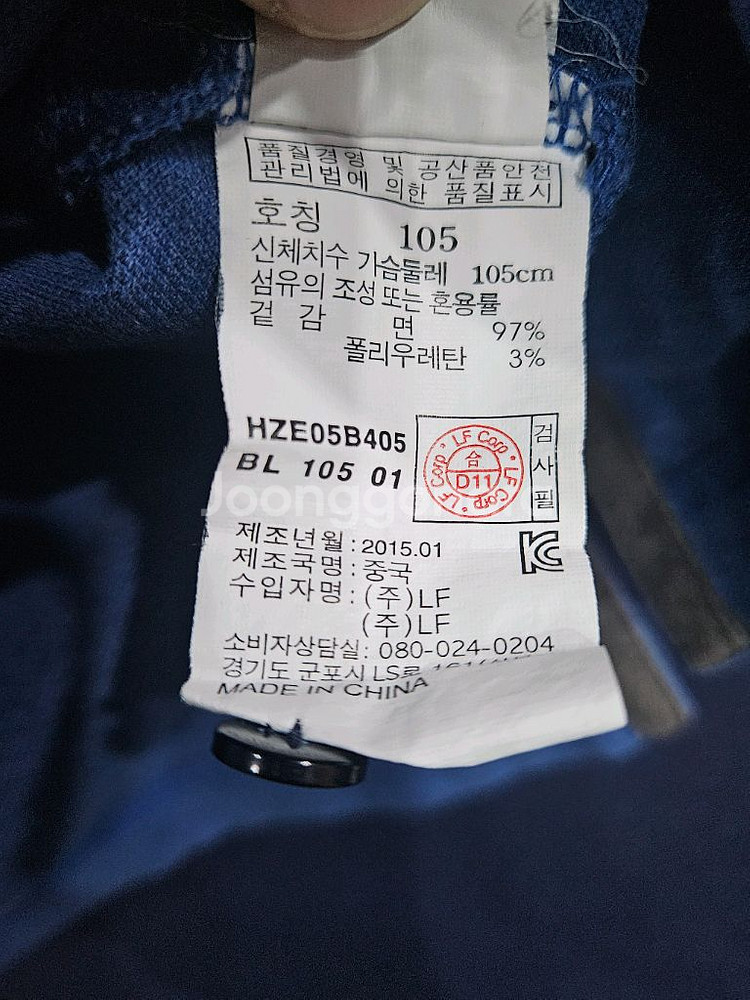 품질경영 및 공산품안전
관리법에 의한 품질표시
호칭 105
신체치수 가슴둘레 105cm
섬유의 조성 또는 혼용률
겉 감 면 97%
폴리우레탄 3%
HZE05B405
BL 105 01
LF Corp · LF Corp · LF Corp · LF Corp
合
D11
검사필
제조년월 : 2015.01
제조국명 : 중국
수입자명 : (주)LF
(주)LF
소비자상담실: 080-024-0204
경기도 군포시 LS로
MADE IN CHINA